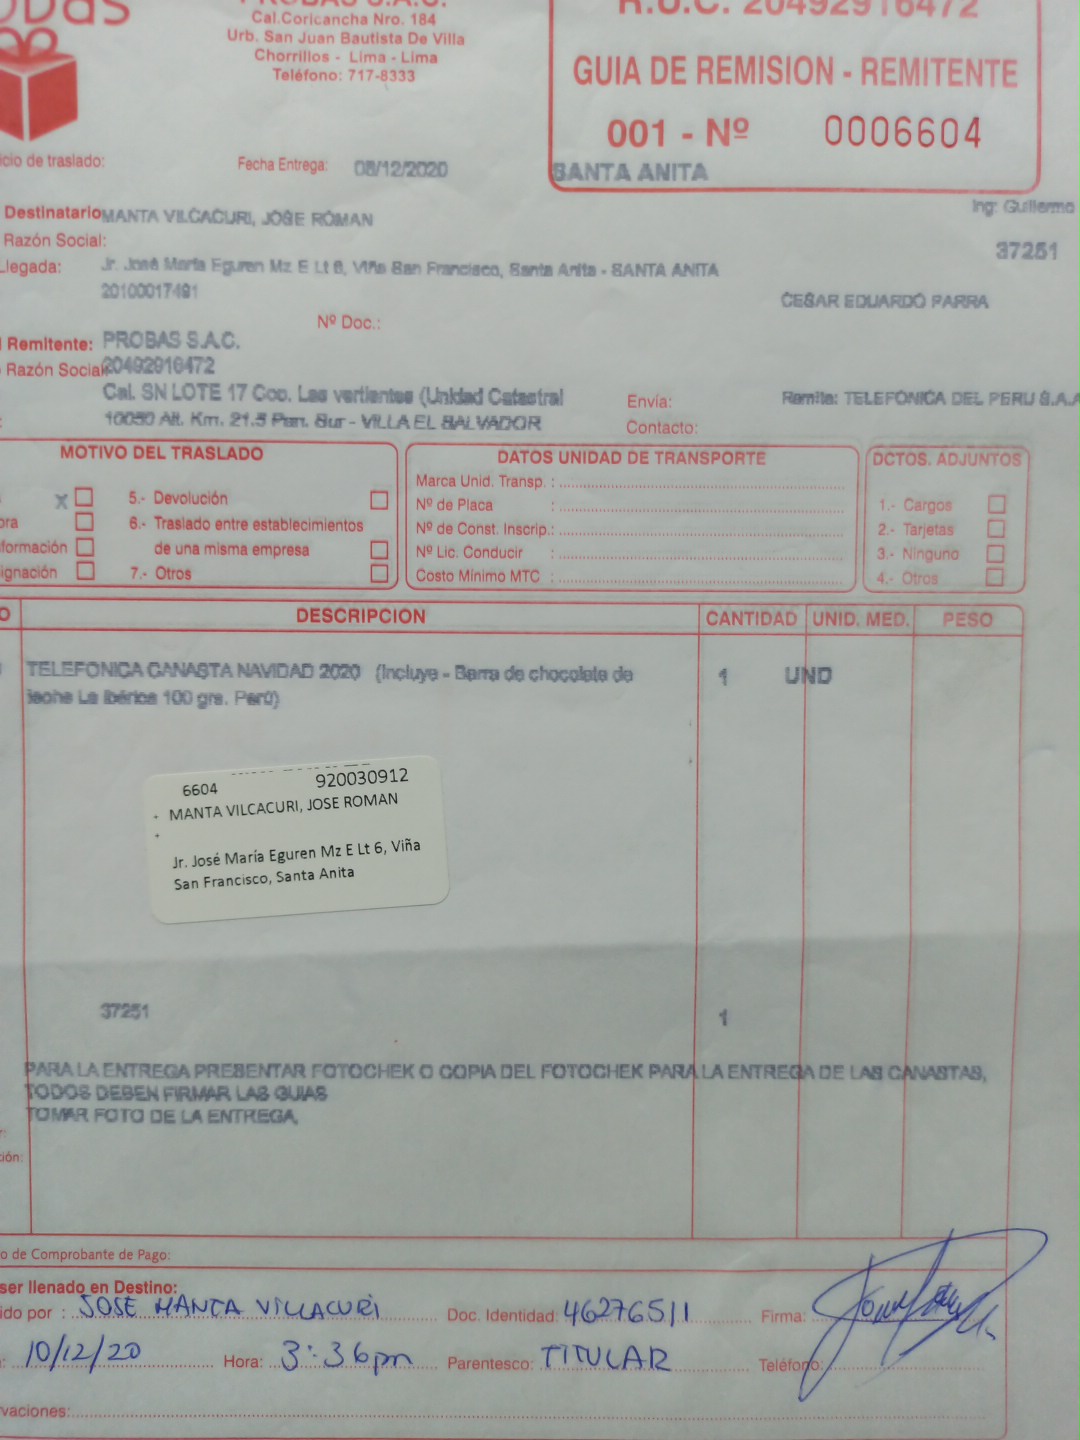 PROBAS S.A.C.
Cal.Coricancha Nro. 184
Urb. San Juan Bautista De Villa
Chorrillos - Lima - Lima
Teléfono: 717-8333
R.U.C. 20492916472
GUIA DE REMISION - REMITENTE
001 - Nº 0006604
SANTA ANITA
icio de traslado:
Fecha Entrega: 08/12/2020
Destinatario MANTA VILCACURI, JOSE ROMAN
Ing: Guillermo
Razón Social:
37251
Llegada: Jr. José María Eguren Mz E Lt 6, Viña San Francisco, Santa Anita - SANTA ANITA
20100017491
CESAR EDUARDO PARRA
Nº Doc.:
l Remitente: PROBAS S.A.C.
o Razón Social 20492916472
Cal. SN LOTE 17 Coo. Las vertientes (Unidad Catastral
10050 Alt. Km. 21.5 Pan. Sur - VILLA EL SALVADOR
Envía: Remite: TELEFONICA DEL PERU S.A.A
Contacto:
MOTIVO DEL TRASLADO
X
5.- Devolución
ora
6.- Traslado entre establecimientos
de una misma empresa
nformación
ignación
7.- Otros
DATOS UNIDAD DE TRANSPORTE
Marca Unid. Transp. :
Nº de Placa :
Nº de Const. Inscrip.:
Nº Lic. Conducir :
Costo Mínimo MTC :
DCTOS. ADJUNTOS
1.- Cargos
2.- Tarjetas
3.- Ninguno
4.- Otros
O DESCRIPCION CANTIDAD UNID. MED. PESO
TELEFONICA CANASTA NAVIDAD 2020 (Incluye - Barra de chocolate de 1 UND
leche La Ibérica 100 grs. Perú)
6604 920030912
MANTA VILCACURI, JOSE ROMAN
Jr. José María Eguren Mz E Lt 6, Viña
San Francisco, Santa Anita
37251 1
PARA LA ENTREGA PRESENTAR FOTOCHEK O COPIA DEL FOTOCHEK PARA LA ENTREGA DE LAS CANASTAS,
TODOS DEBEN FIRMAR LAS GUIAS
TOMAR FOTO DE LA ENTREGA,
ción:
o de Comprobante de Pago:
ser llenado en Destino:
ido por : JOSE MANTA VILLACURI Doc. Identidad: 46276511 Firma:
10/12/20 Hora: 3:36pm Parentesco: TITULAR Teléfono:
vaciones: